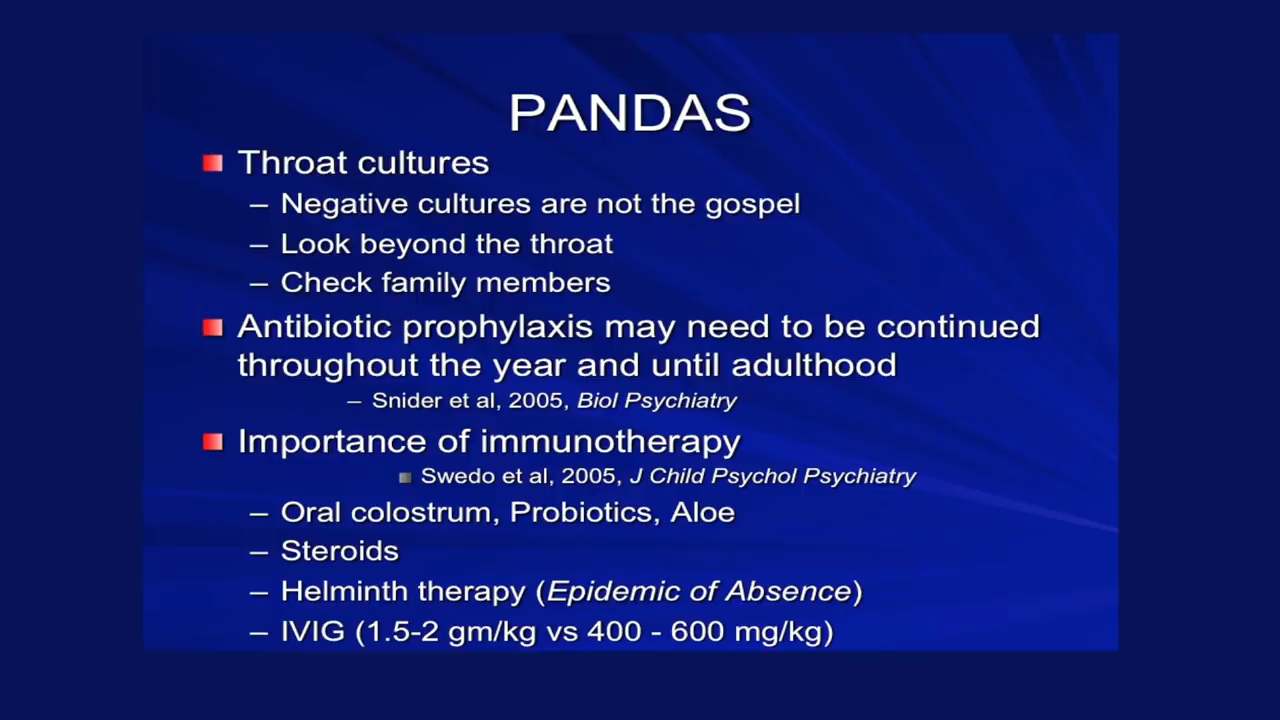 PANDAS
Throat cultures
– Negative cultures are not the gospel
– Look beyond the throat
– Check family members
Antibiotic prophylaxis may need to be continued
throughout the year and until adulthood
– Snider et al, 2005, Biol Psychiatry
Importance of immunotherapy
Swedo et al, 2005, J Child Psychol Psychiatry
– Oral colostrum, Probiotics, Aloe
– Steroids
– Helminth therapy (Epidemic of Absence)
– IVIG (1.5-2 gm/kg vs 400 - 600 mg/kg)